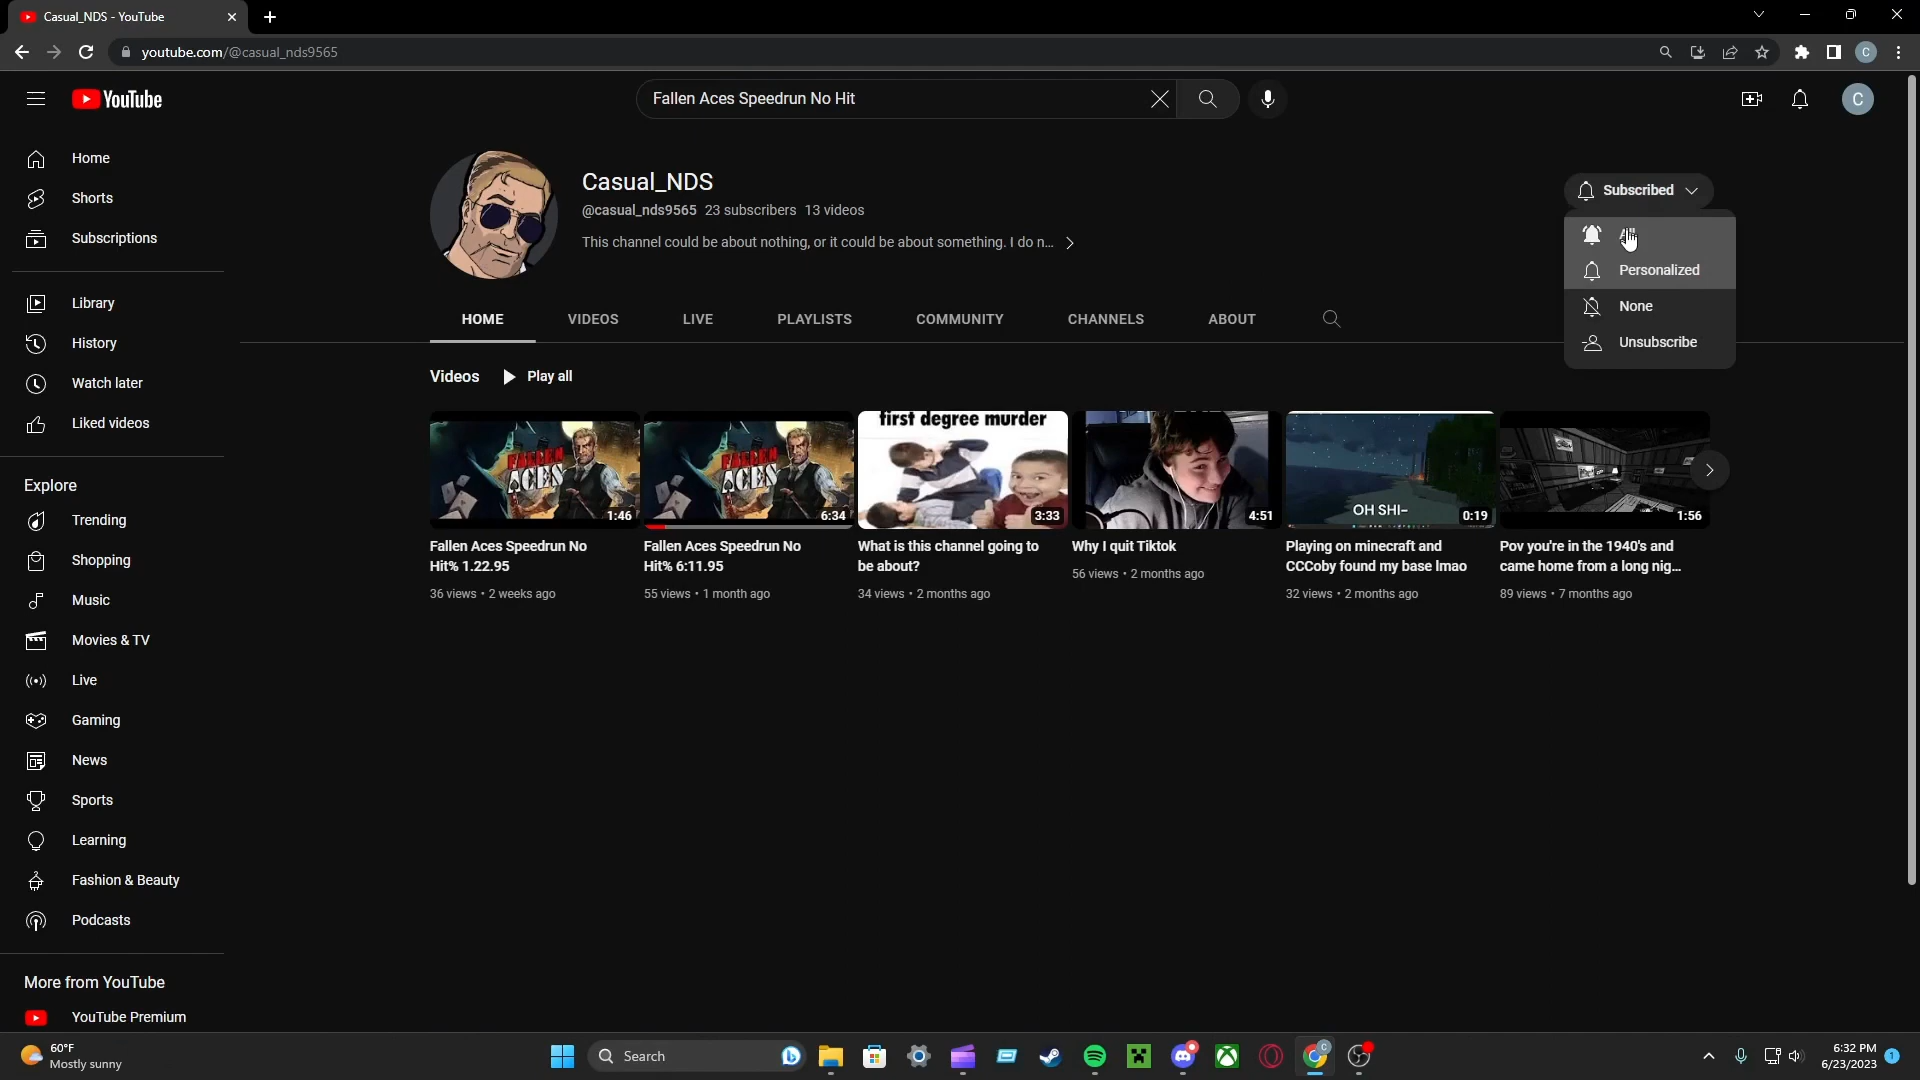 Casual_NDS - YouTube
youtube.com/@casual_nds9565
C
YouTube
Fallen Aces Speedrun No Hit
C
Home
Shorts
Subscriptions
Library
History
Watch later
Liked videos
Explore
Trending
Shopping
Music
Movies & TV
Live
Gaming
News
Sports
Learning
Fashion & Beauty
Podcasts
More from YouTube
YouTube Premium
Casual_NDS
@casual_nds9565 23 subscribers 13 videos
This channel could be about nothing, or it could be about something. I do n...
Subscribed
Personalized
None
Unsubscribe
HOME VIDEOS LIVE PLAYLISTS COMMUNITY CHANNELS ABOUT
Videos Play all
FALLEN ACES
1:46
Fallen Aces Speedrun No
Hit% 1.22.95
36 views • 2 weeks ago
FALLEN ACES
6:34
Fallen Aces Speedrun No
Hit% 6:11.95
55 views • 1 month ago
first degree murder
3:33
What is this channel going to
be about?
34 views • 2 months ago
4:51
Why I quit Tiktok
56 views • 2 months ago
OH SHI-
0:19
Playing on minecraft and
CCCoby found my base lmao
32 views • 2 months ago
1:56
Pov you're in the 1940's and
came home from a long nig...
89 views • 7 months ago
60°F
Mostly sunny
Search
C
6:32 PM
6/23/2023
1